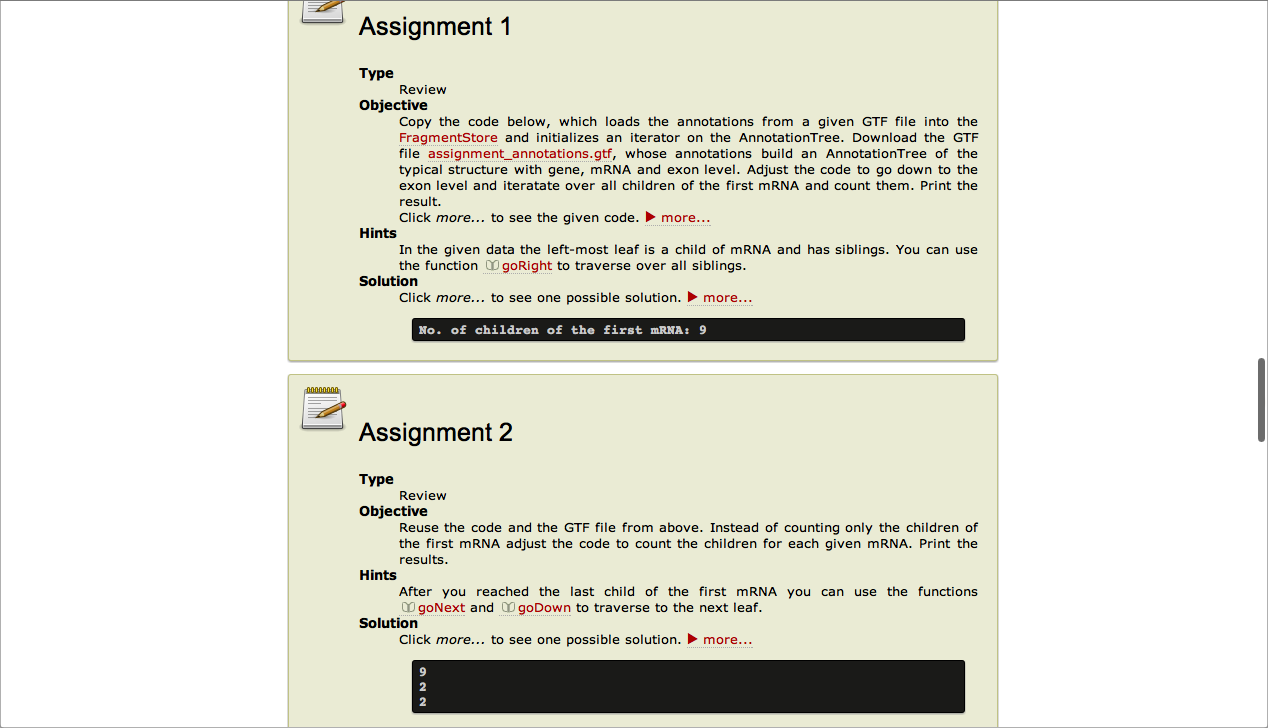 Assignment 1
Type
Review
Objective
Copy the code below, which loads the annotations from a given GTF file into the
FragmentStore and initializes an iterator on the AnnotationTree. Download the GTF
file assignment_annotations.gtf, whose annotations build an AnnotationTree of the
typical structure with gene, mRNA and exon level. Adjust the code to go down to the
exon level and iteratate over all children of the first mRNA and count them. Print the
result.
Click more... to see the given code. more...
Hints
In the given data the left-most leaf is a child of mRNA and has siblings. You can use
the function goRight to traverse over all siblings.
Solution
Click more... to see one possible solution. more...
No. of children of the first mRNA: 9
Assignment 2
Type
Review
Objective
Reuse the code and the GTF file from above. Instead of counting only the children of
the first mRNA adjust the code to count the children for each given mRNA. Print the
results.
Hints
After you reached the last child of the first mRNA you can use the functions
goNext and goDown to traverse to the next leaf.
Solution
Click more... to see one possible solution. more...
9
2
2